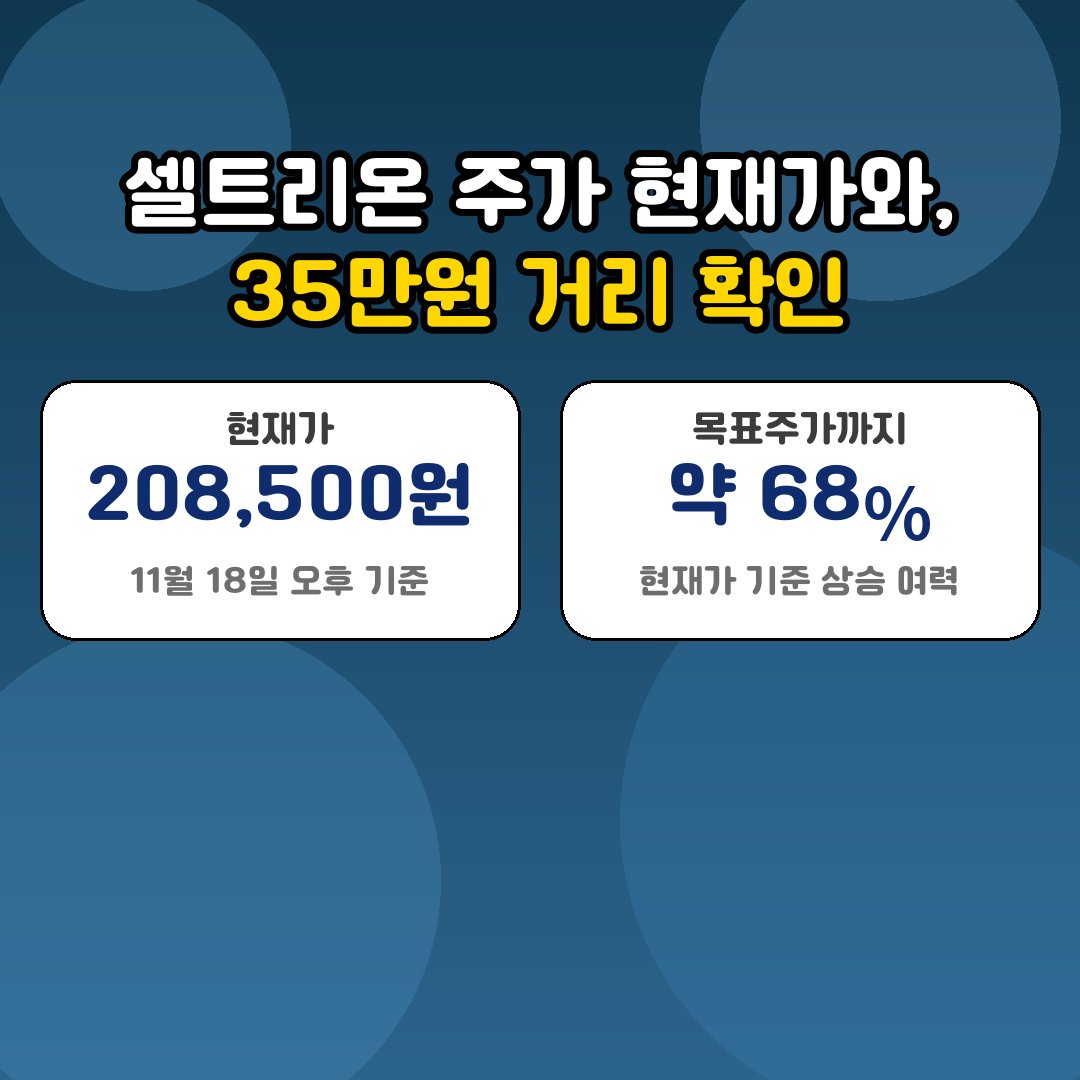 셀트리온 주가 현재가와,
35만원 거리 확인
현재가
208,500원
11월 18일 오후 기준
목표주가까지
약 68%
현재가 기준 상승 여력